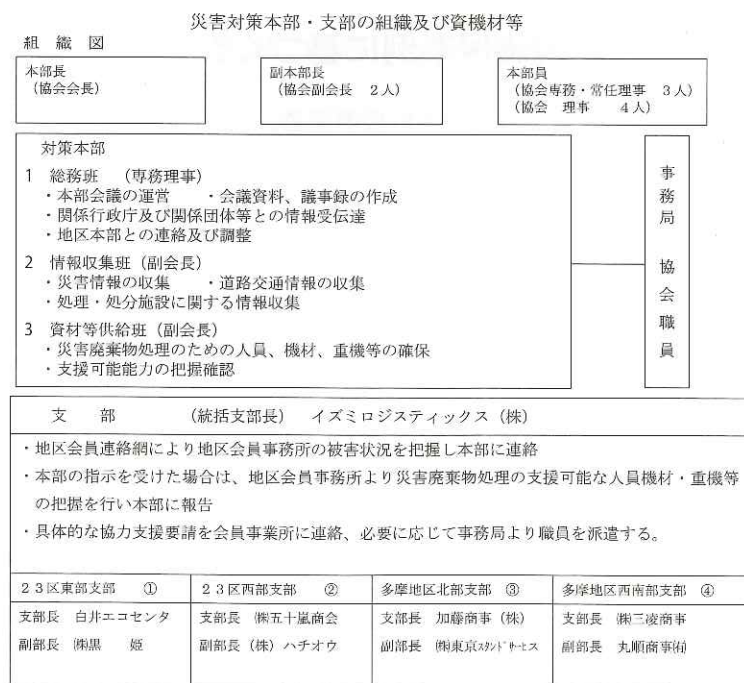 災害対策本部・支部の組織及び資機材等
組 織 図
本部長
(協会会長)
副本部長
(協会副会長 2人)
本部員
(協会専務・常任理事 3人)
(協会 理事 4人)
対策本部
1 総務班 (専務理事)
・本部会議の運営 ・会議資料、議事録の作成
・関係行政庁及び関係団体等との情報受伝達
・地区本部との連絡及び調整
2 情報収集班(副会長)
・災害情報の収集 ・道路交通情報の収集
・処理・処分施設に関する情報収集
3 資材等供給班(副会長)
・災害廃棄物処理のための人員、機材、重機等の確保
・支援可能能力の把握確認
事務局 協会職員
支 部 (統括支部長) イズミロジスティックス(株)
・地区会員連絡網により地区会員事務所の被害状況を把握し本部に連絡
・本部の指示を受けた場合は、地区会員事務所より災害廃棄物処理の支援可能な人員機材・重機等
の把握を行い本部に報告
・具体的な協力支援要請を会員事業所に連絡、必要に応じて事務局より職員を派遣する。
23区東部支部 ①
支部長 白井エコセンタ
副部長 ㈱黒 姫
23区西部支部 ②
支部長 ㈱五十嵐商会
副部長(株)ハチオウ
多摩地区北部支部 ③
支部長 加藤商事(株)
副部長 ㈱東京スタンドサービス
多摩地区西南部支部 ④
支部長 ㈱三凌商事
副部長 丸順商事㈲